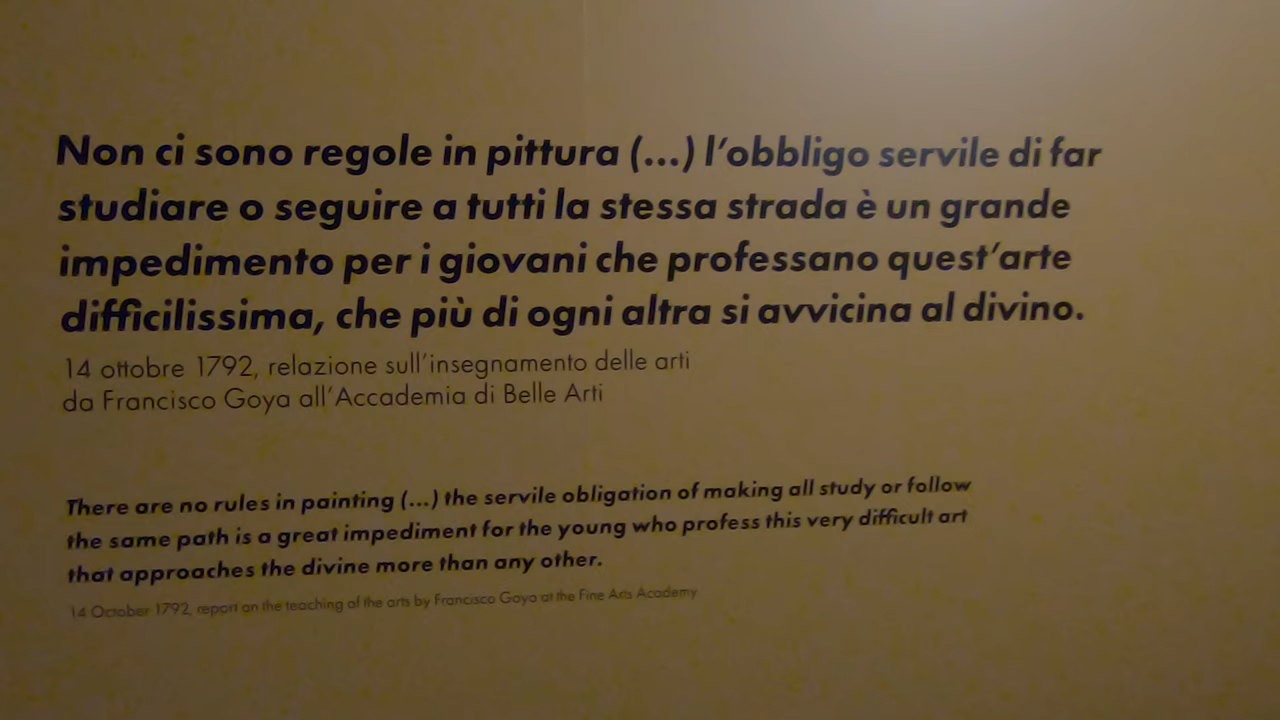 Non ci sono regole in pittura (...) l'obbligo servile di far
studiare o seguire a tutti la stessa strada è un grande
impedimento per i giovani che professano quest'arte
difficilissima, che più di ogni altra si avvicina al divino.
14 ottobre 1792, relazione sull'insegnamento delle arti
da Francisco Goya all'Accademia di Belle Arti
There are no rules in painting (...) the servile obligation of making all study or follow
the same path is a great impediment for the young who profess this very difficult art
that approaches the divine more than any other.
14 October 1792, report on the teaching of the arts by Francisco Goya at the Fine Arts Academy